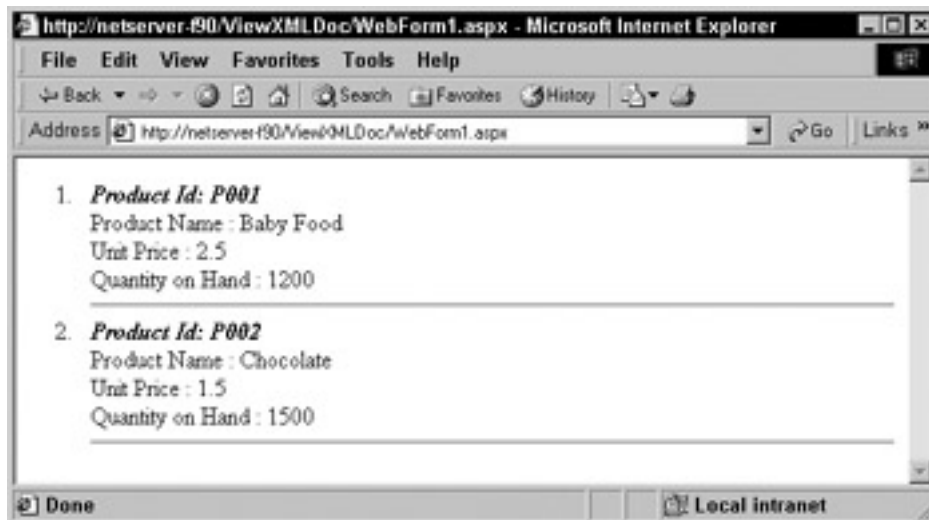 http://netserver-f90/ViewXMLDoc/WebForm1.aspx - Microsoft Internet Explorer
File Edit View Favorites Tools Help
Back Search Favorites History
Address http://netserver-f90/ViewXMLDoc/WebForm1.aspx Go Links »
1. Product Id: P001
Product Name : Baby Food
Unit Price : 2.5
Quantity on Hand : 1200
2. Product Id: P002
Product Name : Chocolate
Unit Price : 1.5
Quantity on Hand : 1500
Done Local intranet